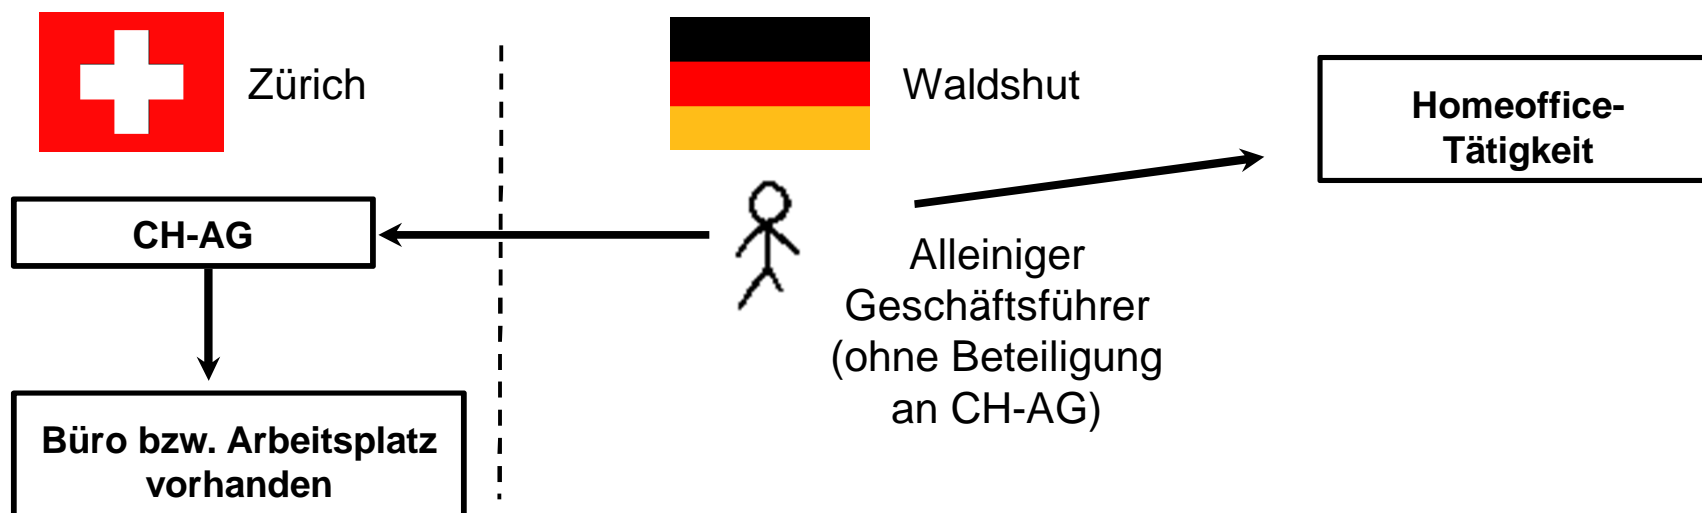 Zürich
Waldshut
Homeoffice-
Tätigkeit
CH-AG
Alleiniger
Geschäftsführer
(ohne Beteiligung
an CH-AG)
Büro bzw. Arbeitsplatz
vorhanden